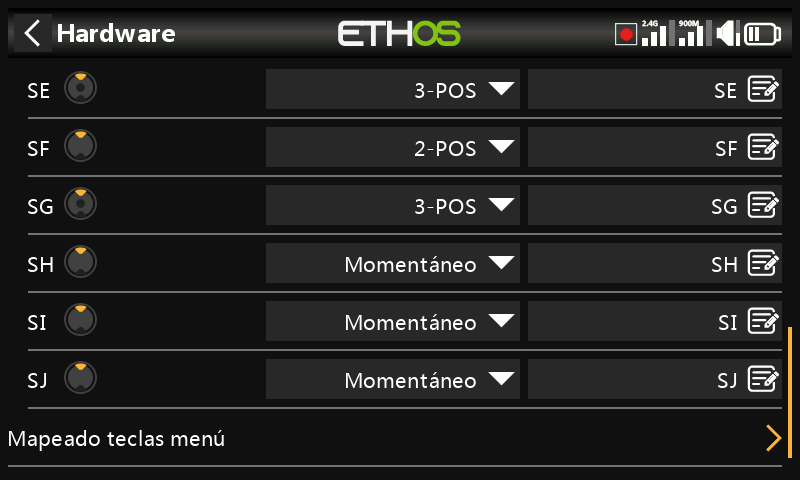 Hardware ETHOS 2.4G 900M
SE 3-POS SE
SF 2-POS SF
SG 3-POS SG
SH Momentáneo SH
SI Momentáneo SI
SJ Momentáneo SJ
Mapeado teclas menú